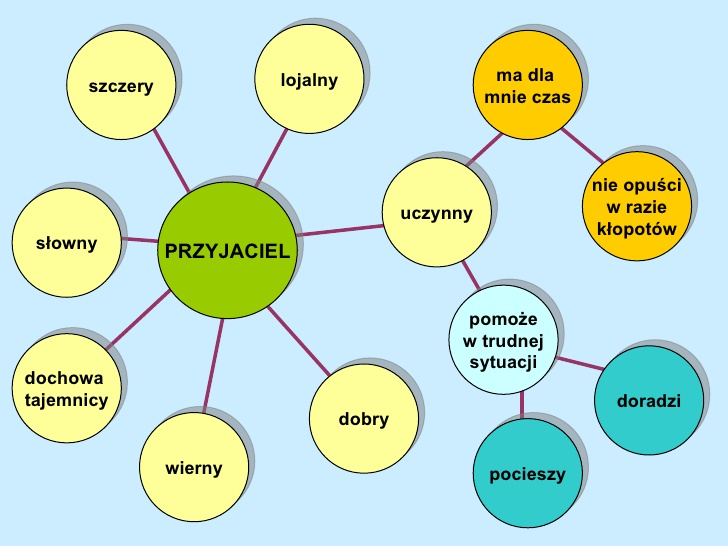 szczery
lojalny
ma dla
mnie czas
nie opuści
w razie
kłopotów
uczynny
słowny
PRZYJACIEL
pomoże
w trudnej
sytuacji
dochowa
tajemnicy
dobry
doradzi
wierny
pocieszy